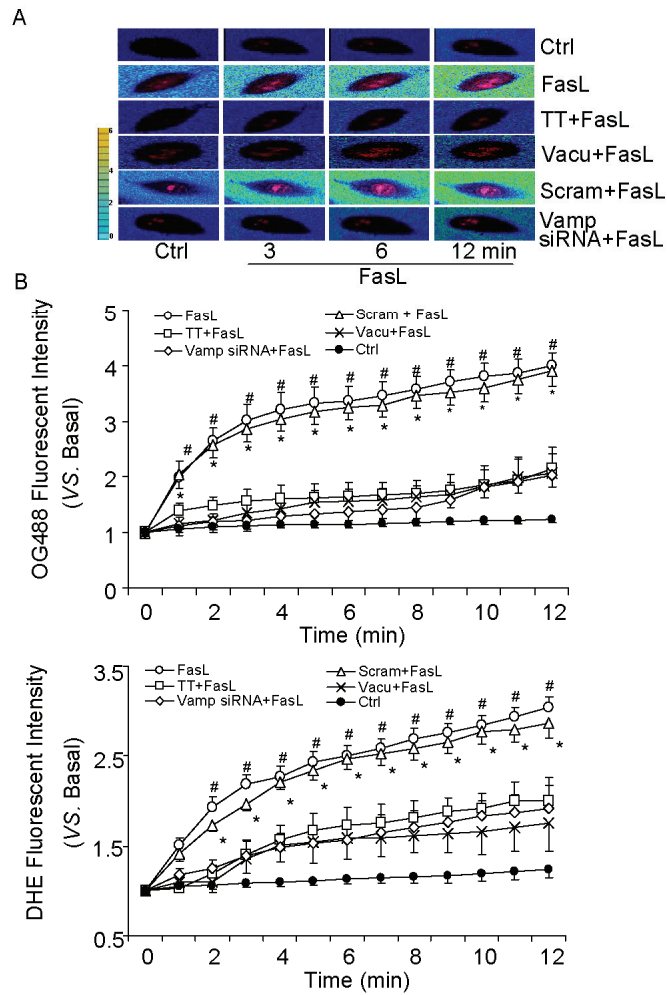 A
Ctrl
FasL
TT+FasL
Vacu+FasL
Scram+FasL
Vamp
siRNA+FasL
6
4
2
0
Ctrl 3 6 12 min
FasL
B
OG488 Fluorescent Intensity
(VS. Basal)
5
4
3
2
1
0
FasL
TT+FasL
Vamp siRNA+FasL
Scram + FasL
Vacu+FasL
Ctrl
# # # # # # # # # # # #
* * * * * * * * * * * *
0 2 4 6 8 10 12
Time (min)
DHE Fluorescent Intensity
(VS. Basal)
3.5
2.5
1.5
0.5
FasL
TT+FasL
Vamp siRNA+FasL
Scram+FasL
Vacu+FasL
Ctrl
# # # # # # # # # # #
* * * * * * * * * * *
0 2 4 6 8 10 12
Time (min)